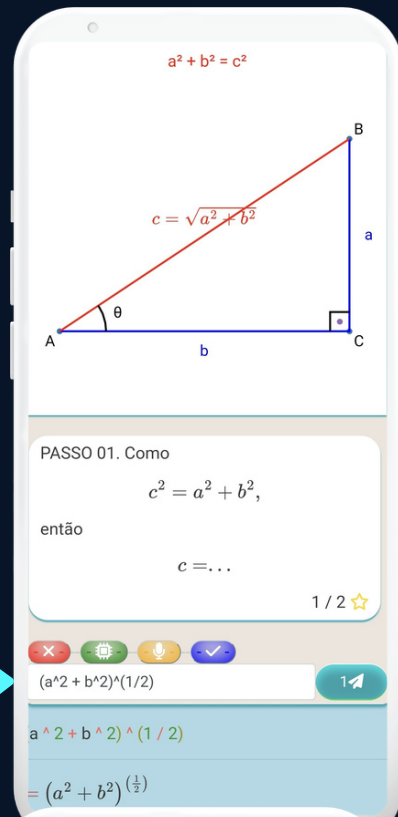 a² + b² = c²
B
c = √(a² + b²)
a
θ
A
C
b
PASSO 01. Como
c² = a² + b²,
então
c =...
1 / 2
(a^2 + b^2)^(1/2)
1
a ^ 2 + b ^ 2) ^ (1 / 2)
= (a² + b²)^(1/2)